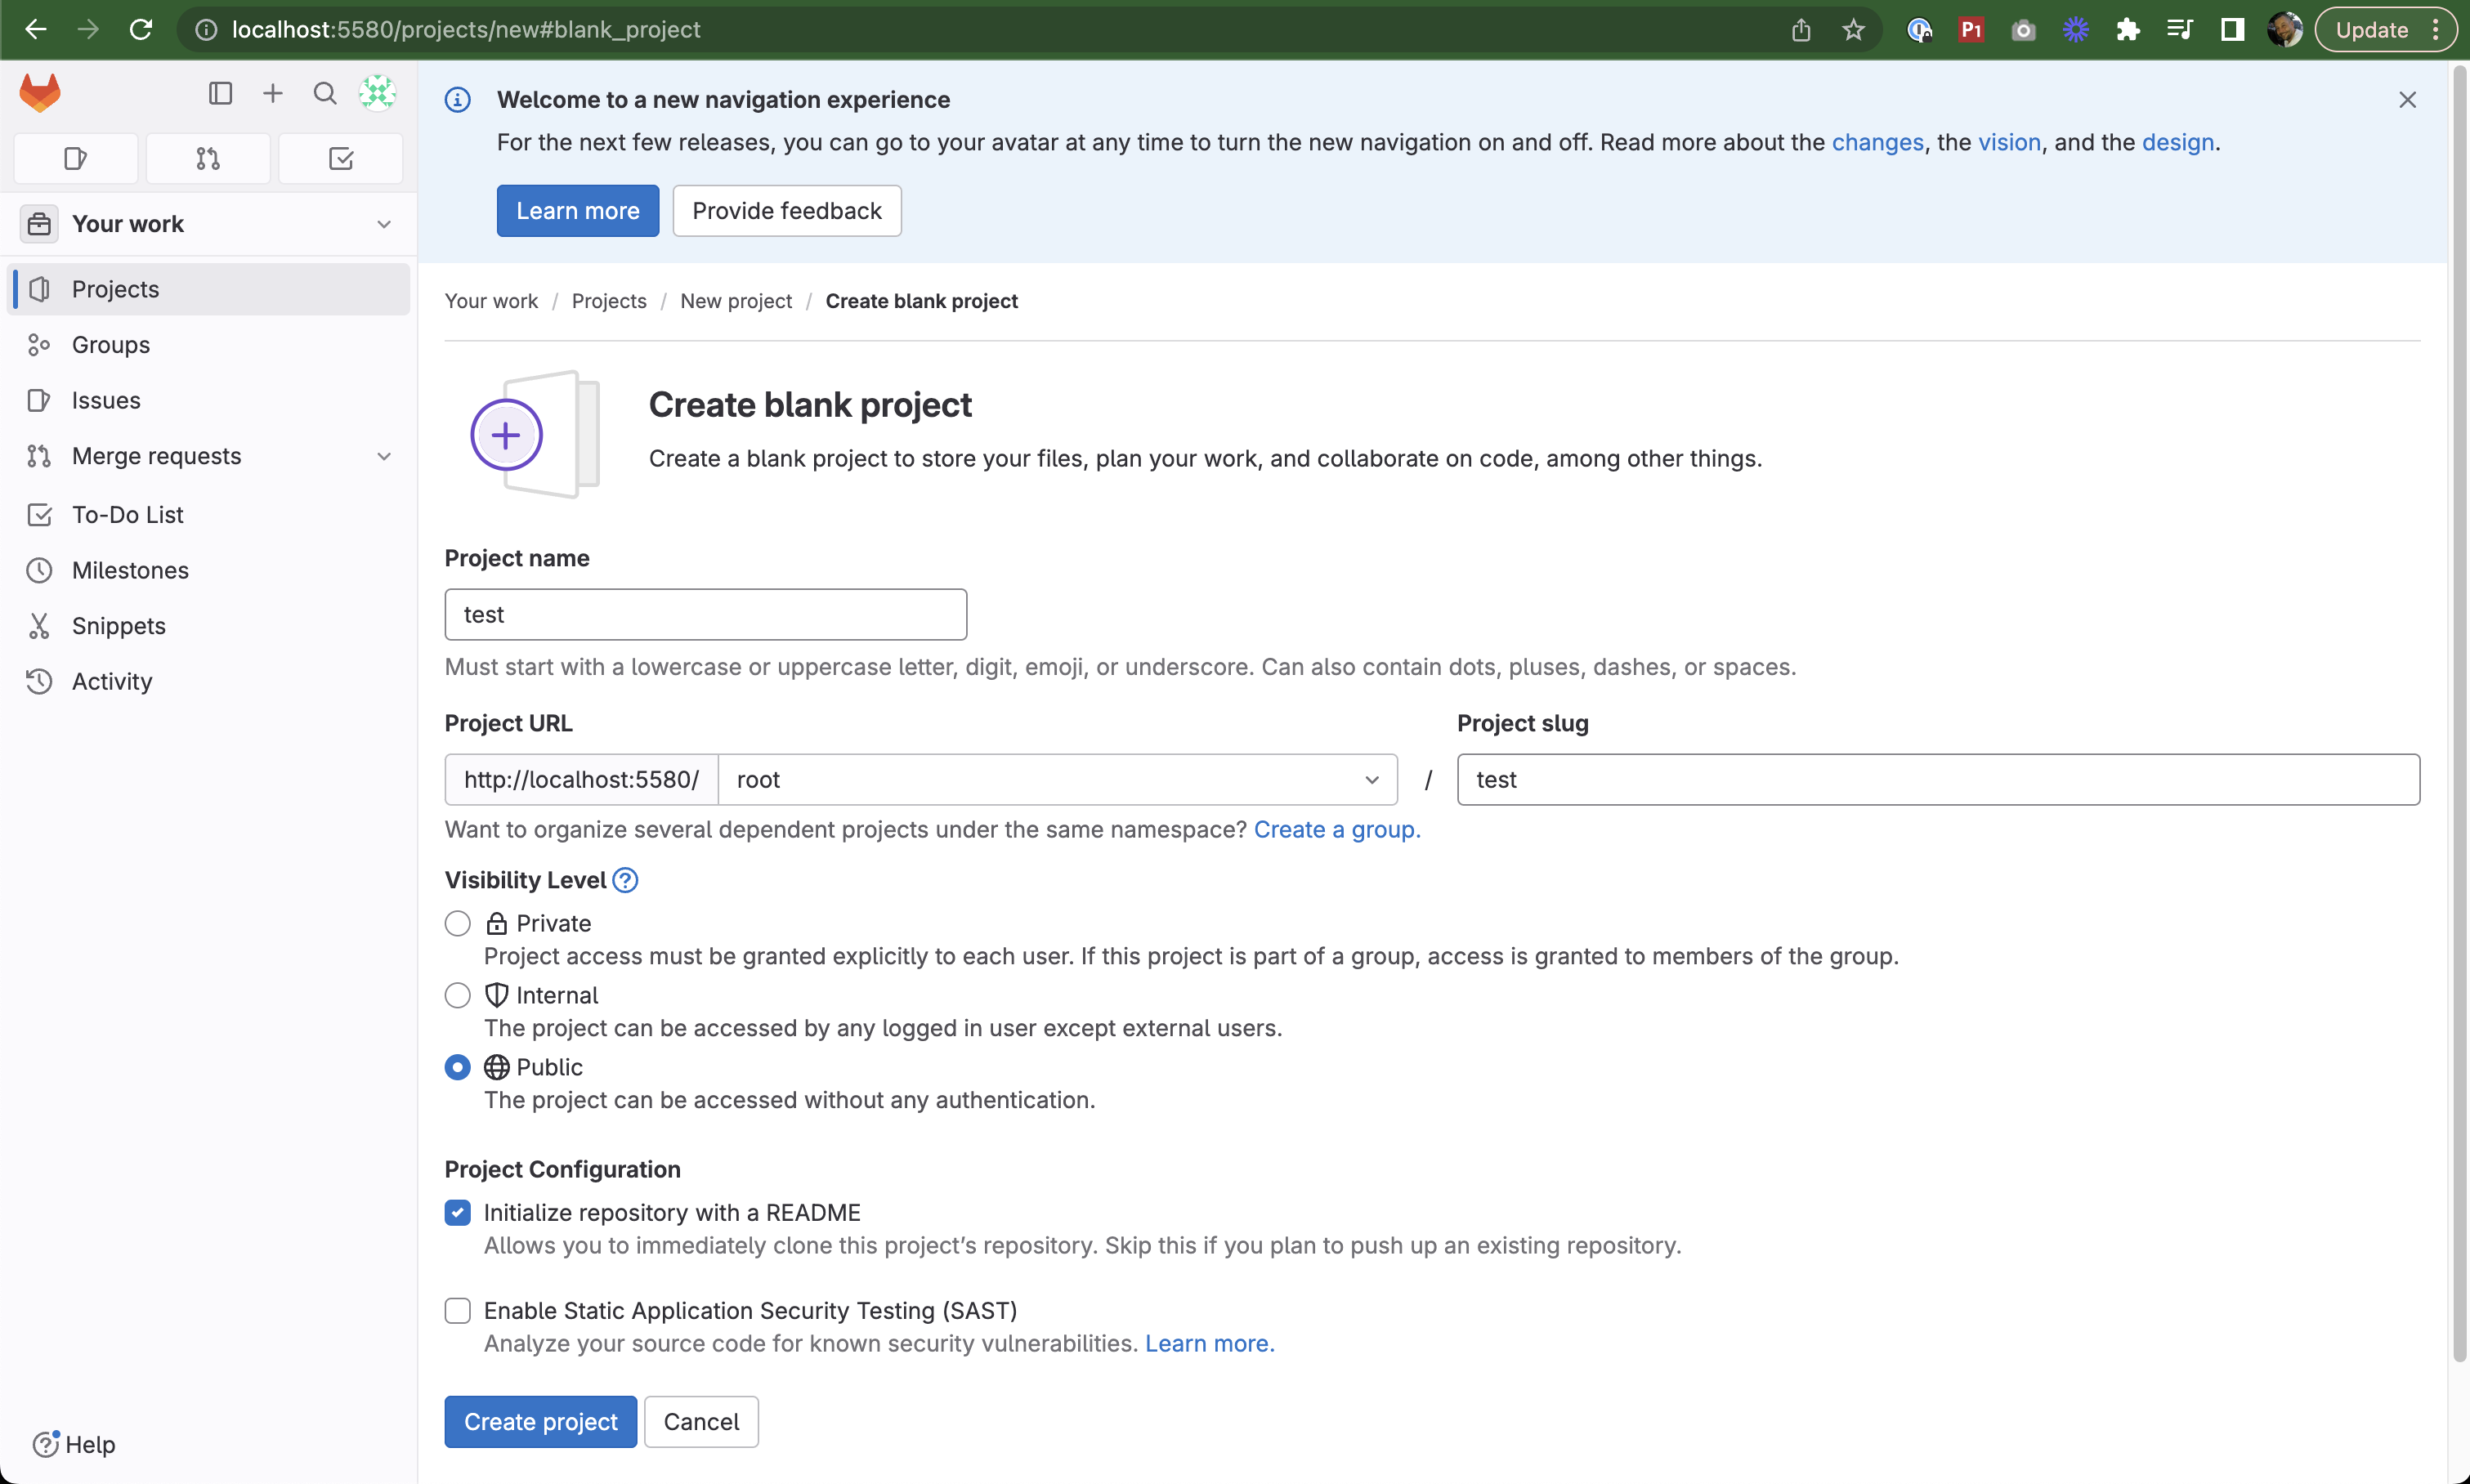 localhost:5580/projects/new#blank_project
P1
Update
Welcome to a new navigation experience
For the next few releases, you can go to your avatar at any time to turn the new navigation on and off. Read more about the changes, the vision, and the design.
Learn more
Provide feedback
Your work
Projects
Groups
Issues
Merge requests
To-Do List
Milestones
Snippets
Activity
Help
Your work / Projects / New project / Create blank project
Create blank project
Create a blank project to store your files, plan your work, and collaborate on code, among other things.
Project name
test
Must start with a lowercase or uppercase letter, digit, emoji, or underscore. Can also contain dots, pluses, dashes, or spaces.
Project URL
Project slug
http://localhost:5580/ root / test
Want to organize several dependent projects under the same namespace? Create a group.
Visibility Level
Private
Project access must be granted explicitly to each user. If this project is part of a group, access is granted to members of the group.
Internal
The project can be accessed by any logged in user except external users.
Public
The project can be accessed without any authentication.
Project Configuration
Initialize repository with a README
Allows you to immediately clone this project’s repository. Skip this if you plan to push up an existing repository.
Enable Static Application Security Testing (SAST)
Analyze your source code for known security vulnerabilities. Learn more.
Create project
Cancel